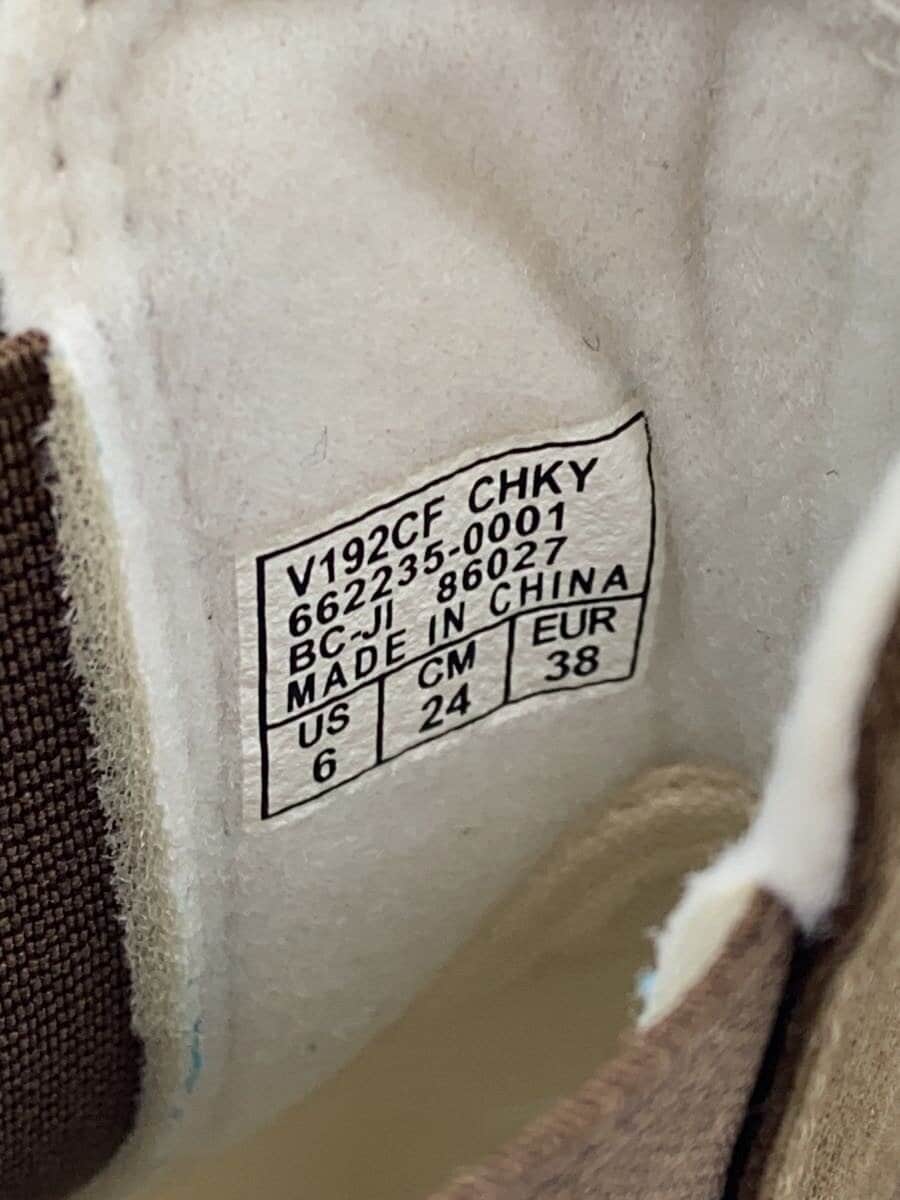 V192CF CHKY
662235-0001
BC-JI 86027
MADE IN CHINA
US CM EUR
6 24 38